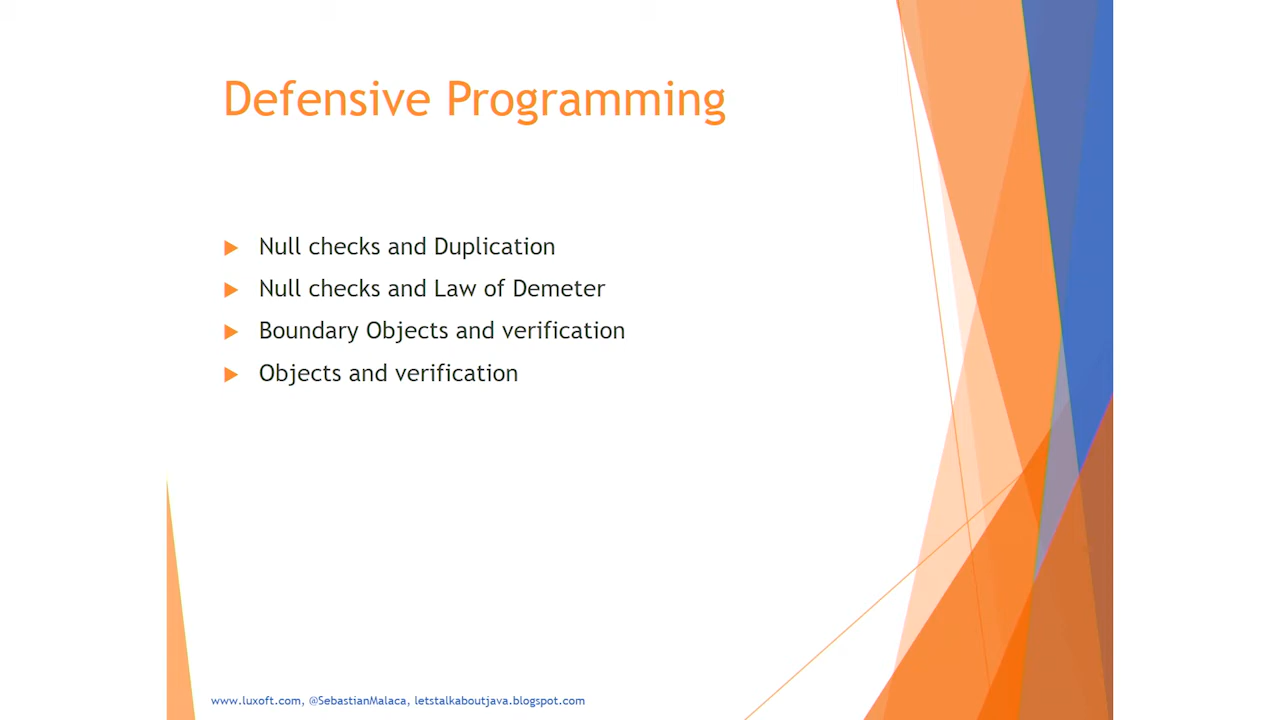 Defensive Programming
Null checks and Duplication
Null checks and Law of Demeter
Boundary Objects and verification
Objects and verification
www.luxoft.com, @SebastianMalaca, letstalkaboutjava.blogspot.com